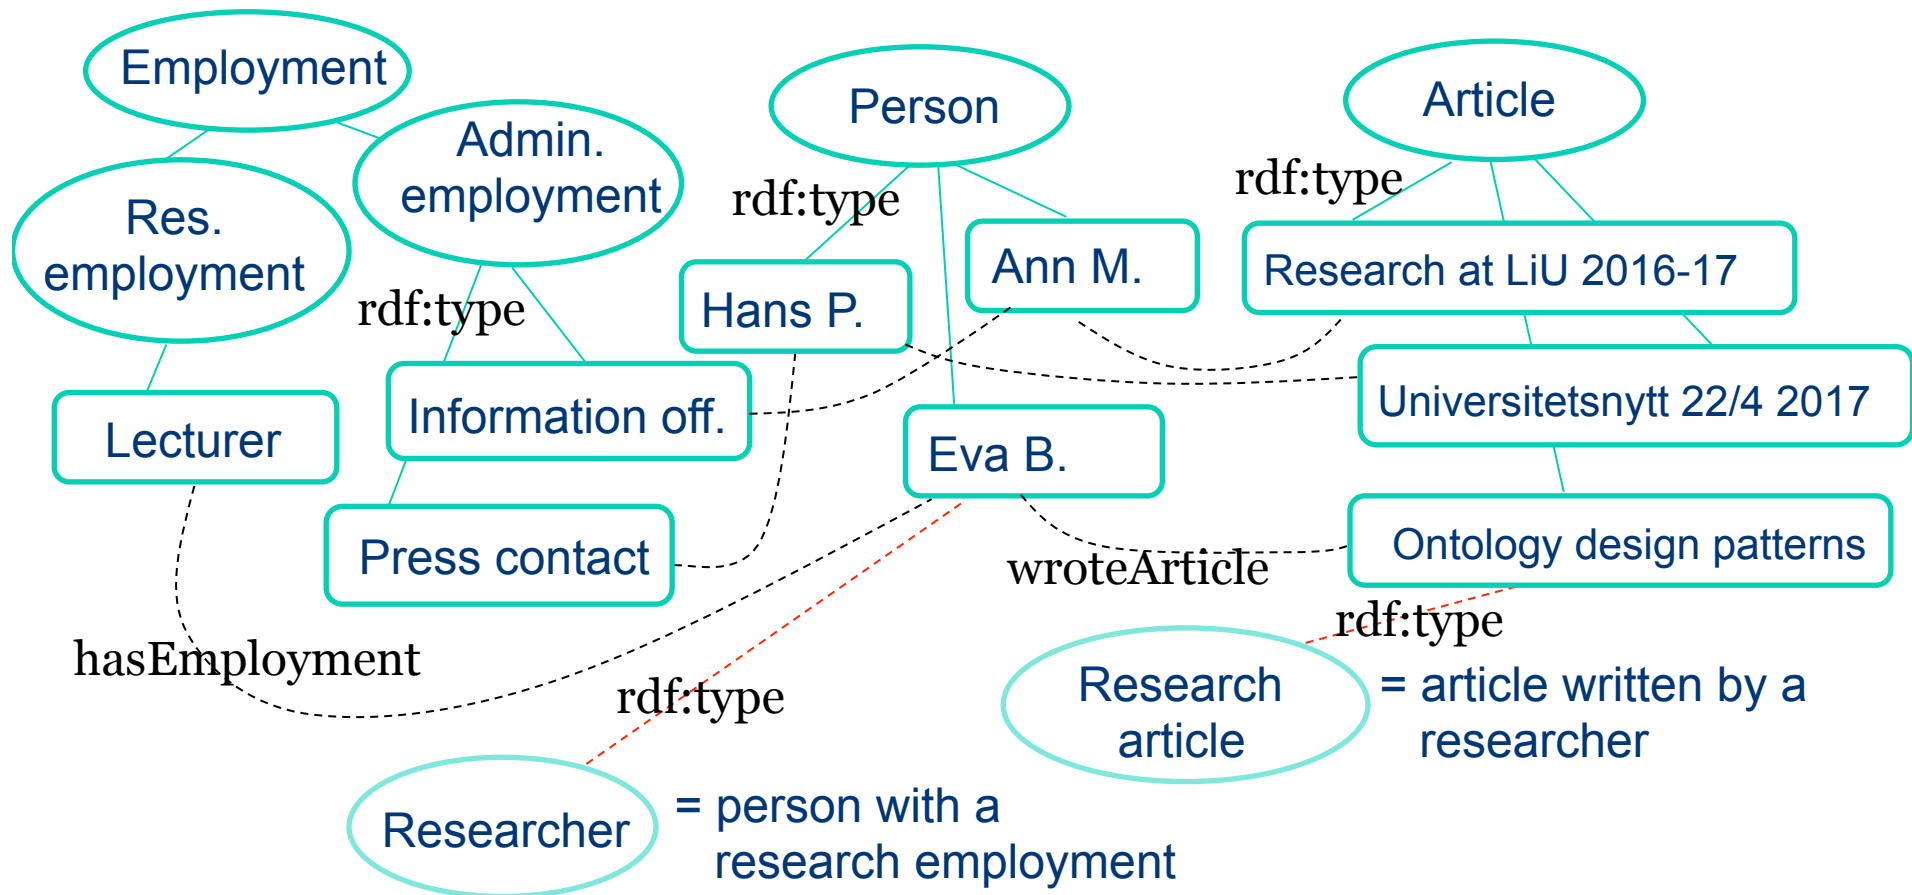 Employment
Admin.
employment
Res.
employment
rdf:type
Lecturer
Information off.
Press contact
hasEmployment
Person
rdf:type
Hans P.
Ann M.
Eva B.
wroteArticle
Article
rdf:type
Research at LiU 2016-17
Universitetsnytt 22/4 2017
Ontology design patterns
rdf:type
Research
article
= article written by a
researcher
rdf:type
Researcher
= person with a
research employment